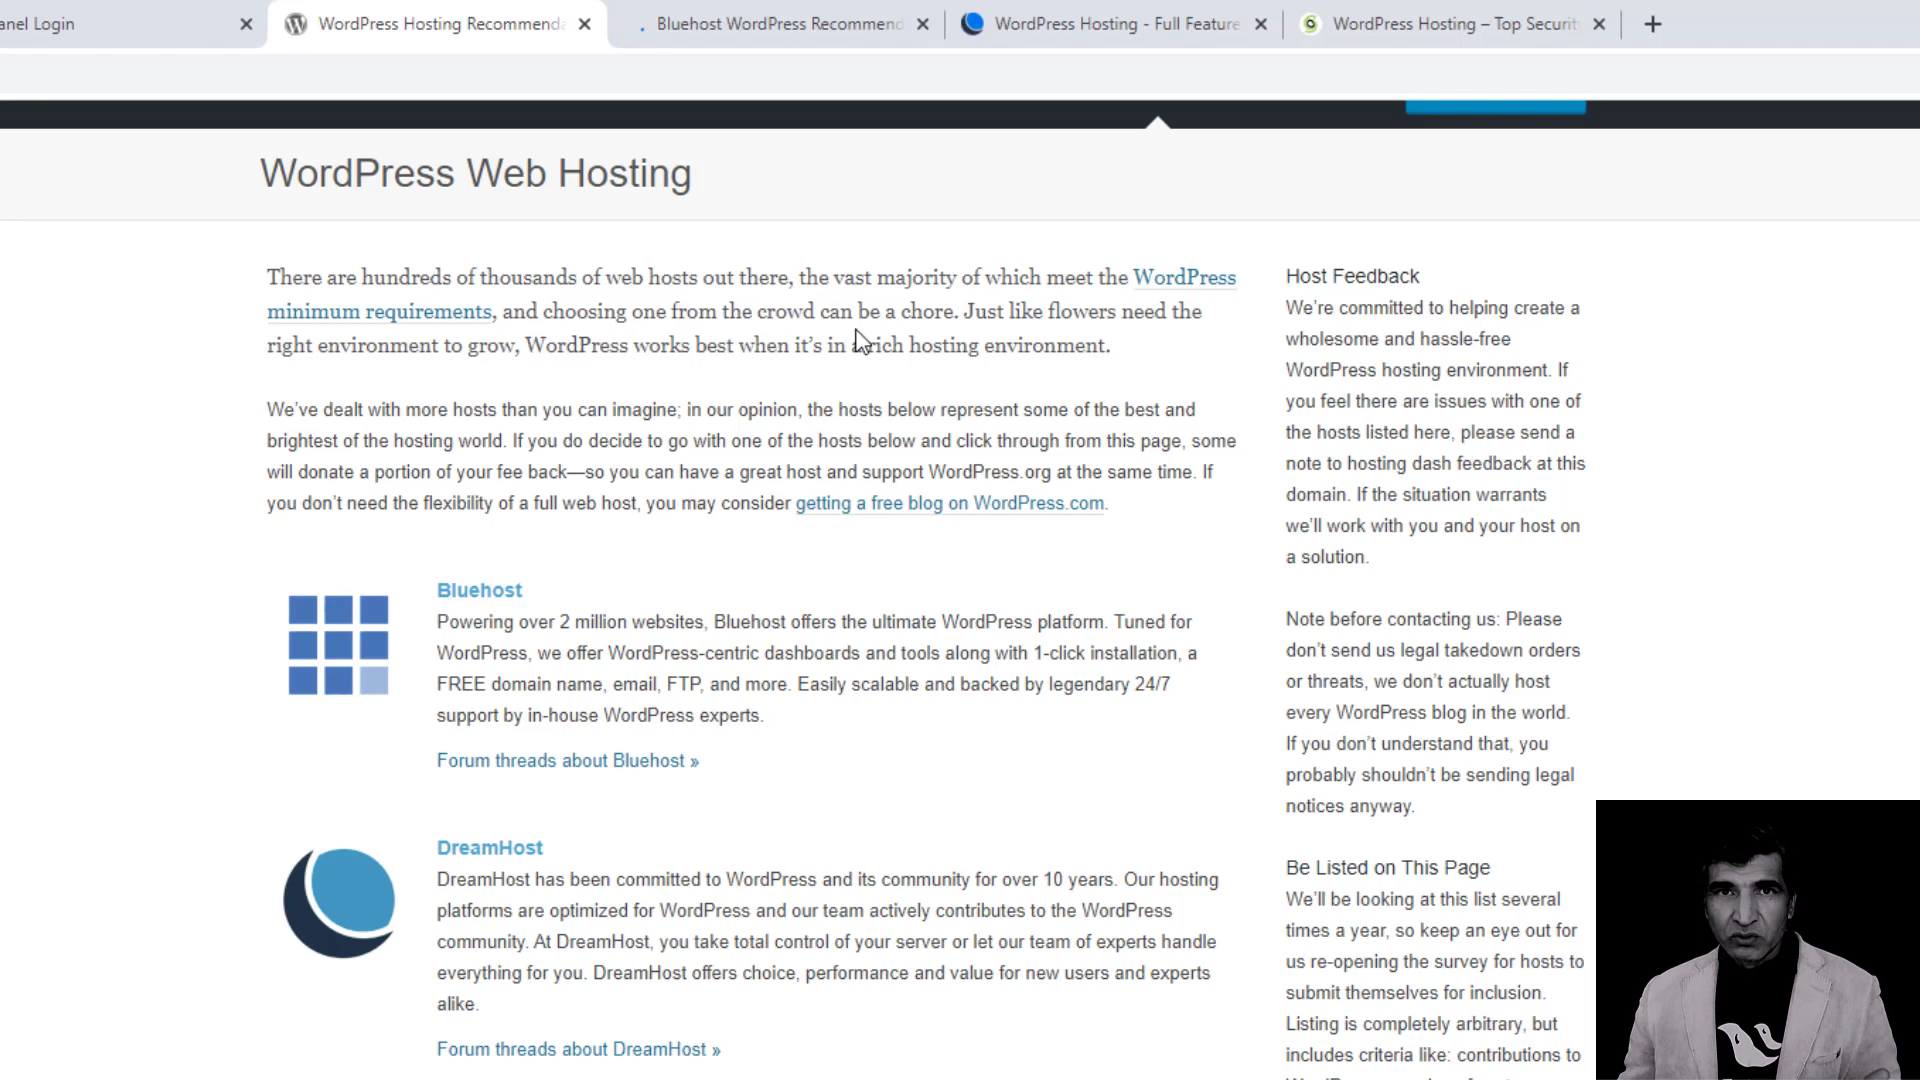 anel Login
WordPress Hosting Recommenda
Bluehost WordPress Recommend
WordPress Hosting - Full Feature
WordPress Hosting – Top Securit
WordPress Web Hosting
There are hundreds of thousands of web hosts out there, the vast majority of which meet the WordPress
minimum requirements, and choosing one from the crowd can be a chore. Just like flowers need the
right environment to grow, WordPress works best when it’s in a rich hosting environment.
We’ve dealt with more hosts than you can imagine; in our opinion, the hosts below represent some of the best and
brightest of the hosting world. If you do decide to go with one of the hosts below and click through from this page, some
will donate a portion of your fee back—so you can have a great host and support WordPress.org at the same time. If
you don’t need the flexibility of a full web host, you may consider getting a free blog on WordPress.com.
Bluehost
Powering over 2 million websites, Bluehost offers the ultimate WordPress platform. Tuned for
WordPress, we offer WordPress-centric dashboards and tools along with 1-click installation, a
FREE domain name, email, FTP, and more. Easily scalable and backed by legendary 24/7
support by in-house WordPress experts.
Forum threads about Bluehost »
DreamHost
DreamHost has been committed to WordPress and its community for over 10 years. Our hosting
platforms are optimized for WordPress and our team actively contributes to the WordPress
community. At DreamHost, you take total control of your server or let our team of experts handle
everything for you. DreamHost offers choice, performance and value for new users and experts
alike.
Forum threads about DreamHost »
Host Feedback
We’re committed to helping create a
wholesome and hassle-free
WordPress hosting environment. If
you feel there are issues with one of
the hosts listed here, please send a
note to hosting dash feedback at this
domain. If the situation warrants
we’ll work with you and your host on
a solution.
Note before contacting us: Please
don’t send us legal takedown orders
or threats, we don’t actually host
every WordPress blog in the world.
If you don’t understand that, you
probably shouldn’t be sending legal
notices anyway.
Be Listed on This Page
We’ll be looking at this list several
times a year, so keep an eye out for
us re-opening the survey for hosts to
submit themselves for inclusion.
Listing is completely arbitrary, but
includes criteria like: contributions to